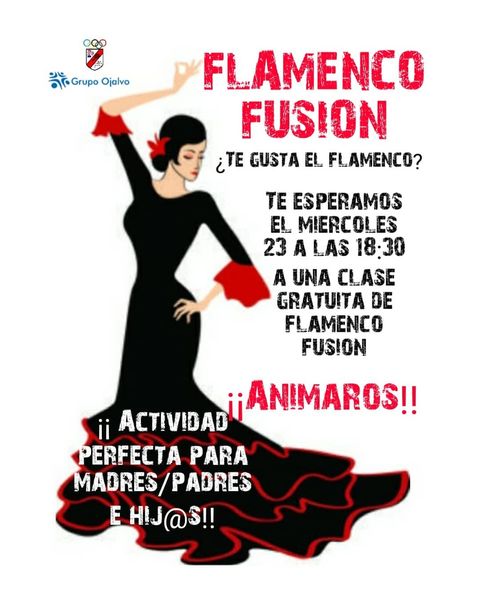 Grupo Ojalvo
FLAMENCO
FUSION
¿TE GUSTA EL FLAMENCO?
TE ESPERAMOS
EL MIERCOLES
23 A LAS 18:30
A UNA CLASE
GRATUITA DE
FLAMENCO
FUSION
¡¡ANIMAROS!!
¡¡ ACTIVIDAD
PERFECTA PARA
MADRES/PADRES
E HIJ@S!!